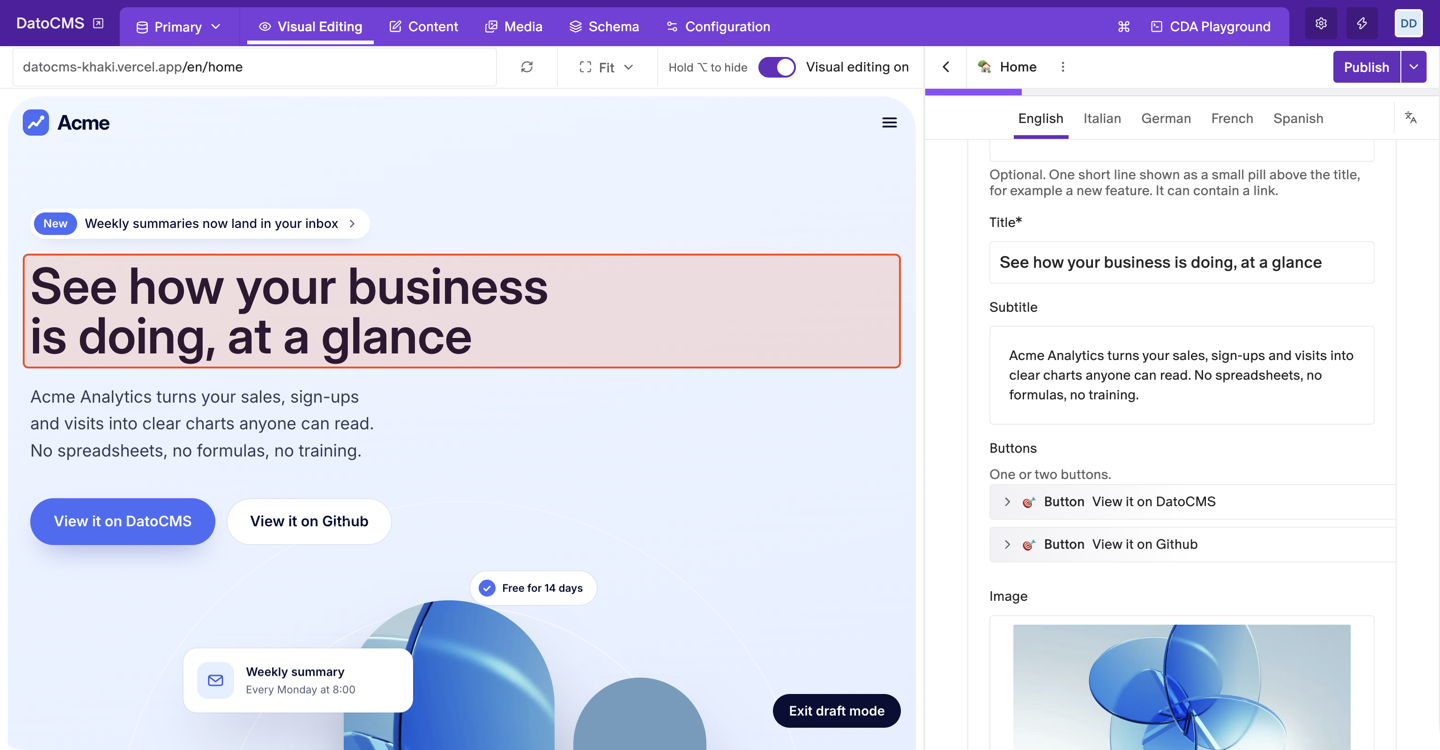 DatoCMS
Primary
Visual Editing
Content
Media
Schema
Configuration
CDA Playground
DD
datocms-khaki.vercel.app/en/home
Fit
Hold ⌥ to hide
Visual editing on
Home
Publish
Acme
New
Weekly summaries now land in your inbox
See how your business
is doing, at a glance
Acme Analytics turns your sales, sign-ups
and visits into clear charts anyone can read.
No spreadsheets, no formulas, no training.
View it on DatoCMS
View it on Github
Free for 14 days
Weekly summary
Every Monday at 8:00
Exit draft mode
English
Italian
German
French
Spanish
Optional. One short line shown as a small pill above the title,
for example a new feature. It can contain a link.
Title*
See how your business is doing, at a glance
Subtitle
Acme Analytics turns your sales, sign-ups and visits into
clear charts anyone can read. No spreadsheets, no
formulas, no training.
Buttons
One or two buttons.
Button View it on DatoCMS
Button View it on Github
Image